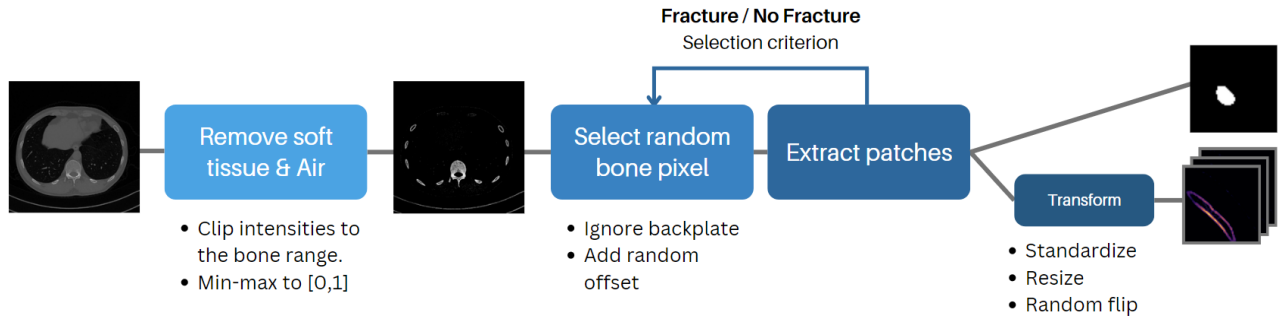 Fracture / No Fracture
Selection criterion
Remove soft
tissue & Air
• Clip intensities to
the bone range.
• Min-max to [0,1]
Select random
bone pixel
• Ignore backplate
• Add random
offset
Extract patches
Transform
• Standardize
• Resize
• Random flip